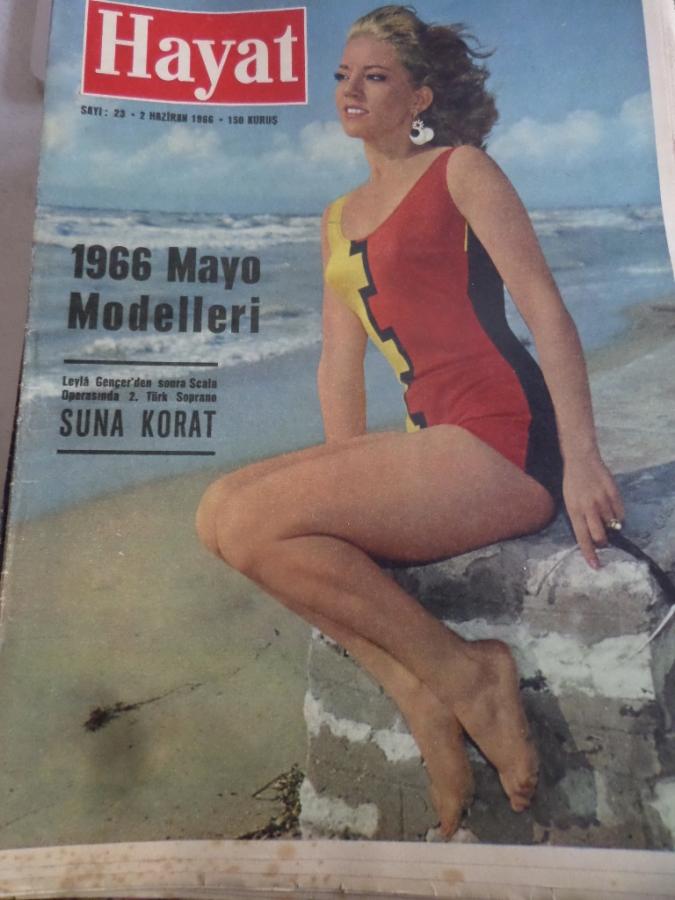 Hayat
SAYI: 23 • 2 HAZİRAN 1966 • 150 KURUŞ
1966 Mayo
Modelleri
Leylâ Gençer'den sonra Scala
Operasında 2. Türk Soprano
SUNA KORAT